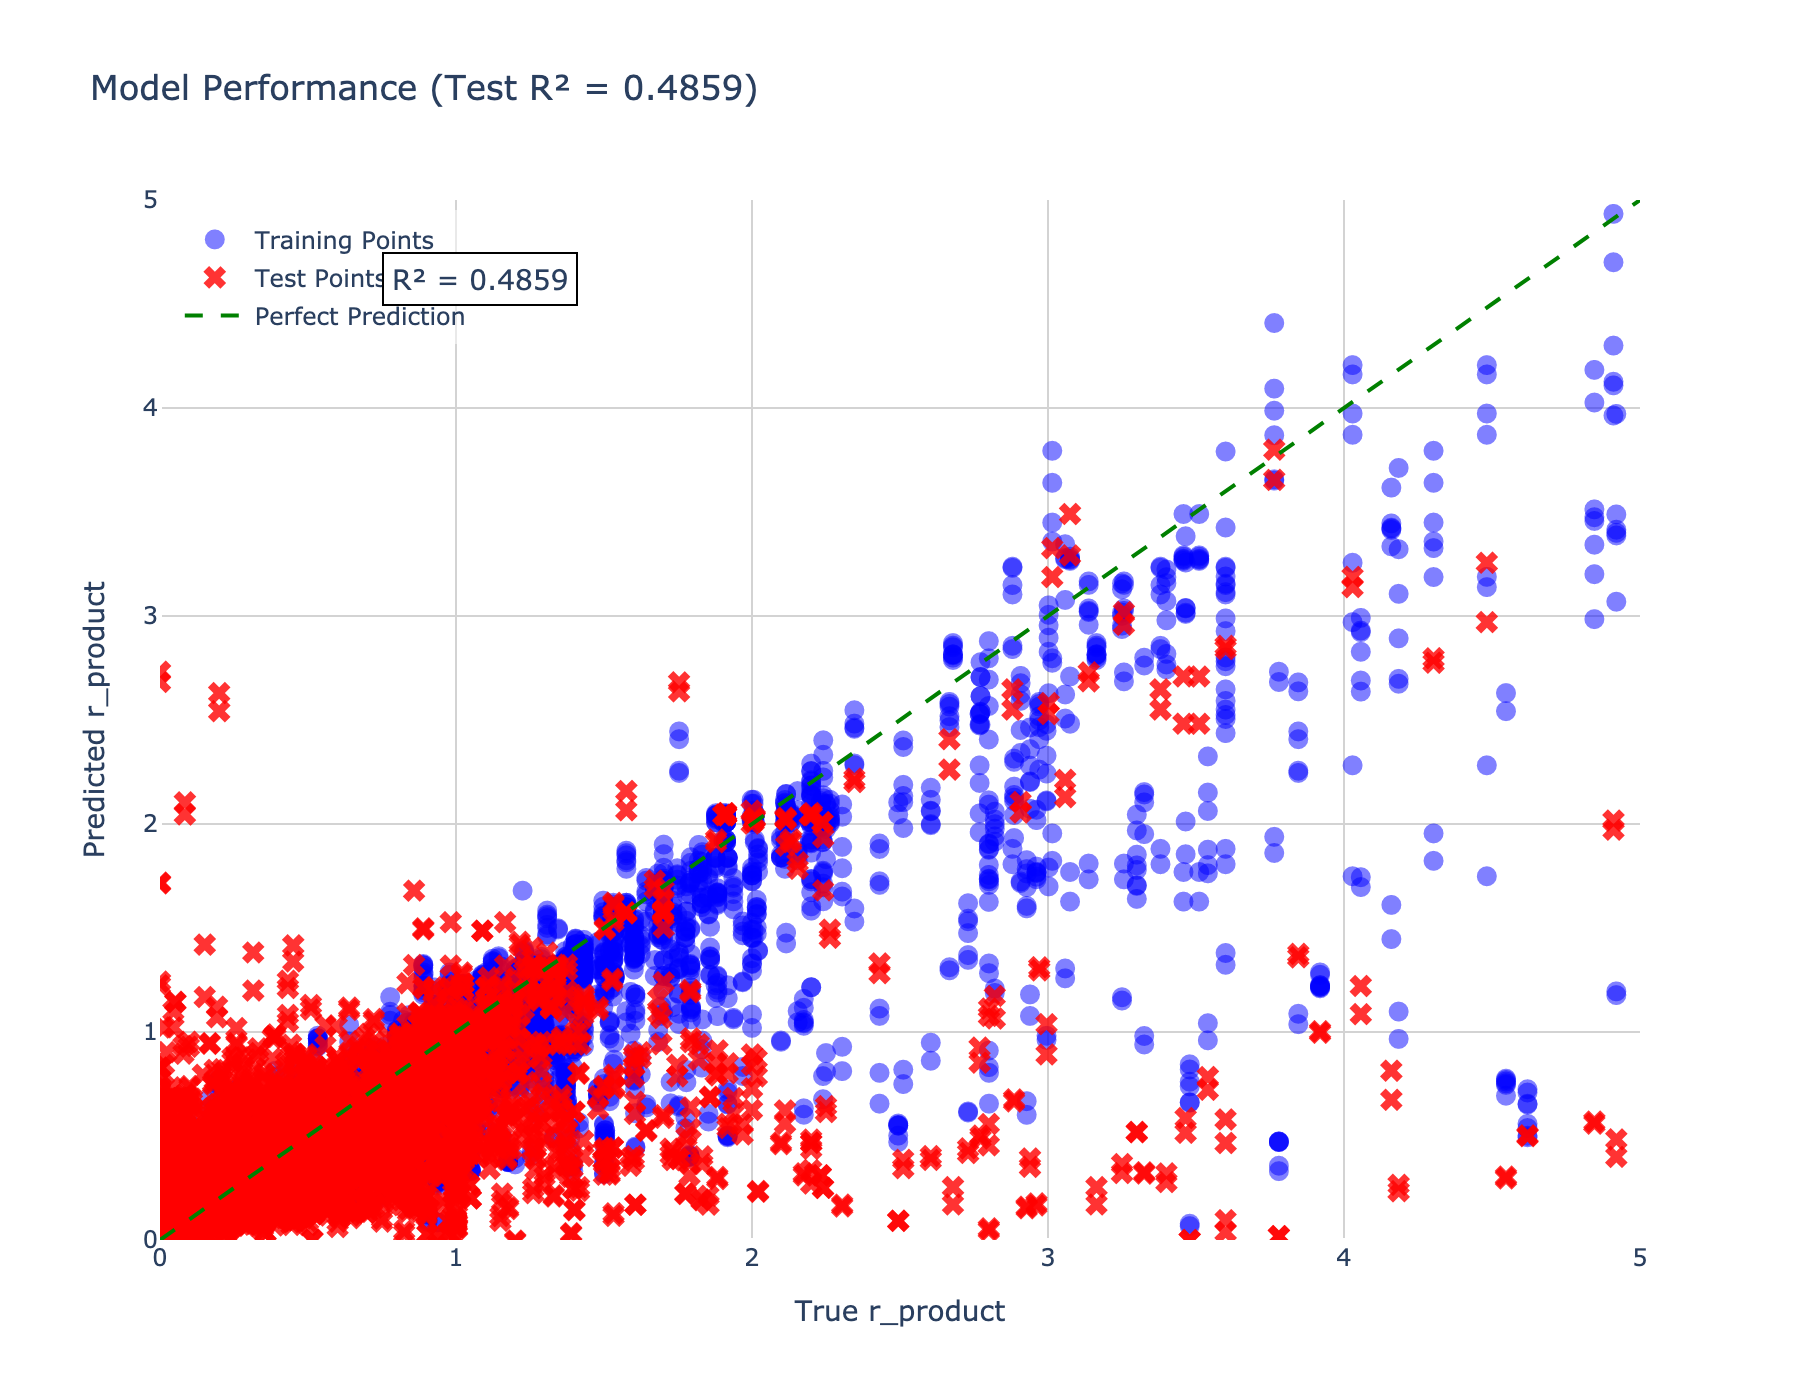 Model Performance (Test R² = 0.4859)
5
Training Points
Test Points
R² = 0.4859
Perfect Prediction
4
3
2
1
0
Predicted r_product
0 1 2 3 4 5
True r_product